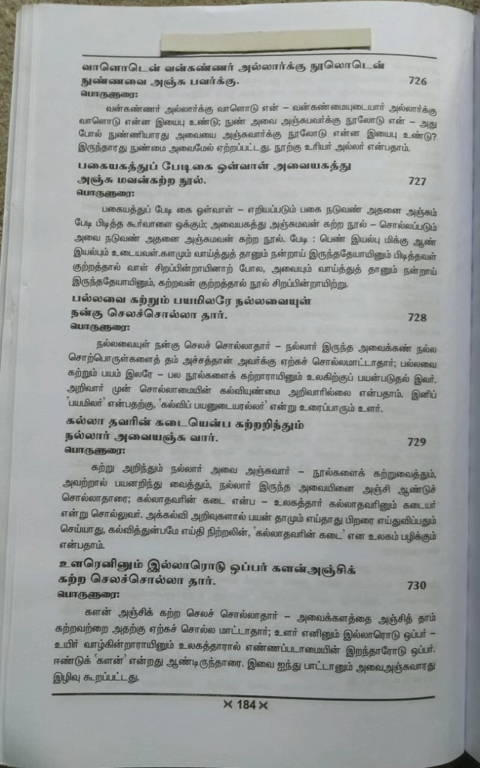 வாளொடென் வன்கண்ணர் அல்லார்க்கு நூலொடென்
நுண்ணவை அஞ்சு பவர்க்கு. 726
பொருளுரை:
வன்கண்ணர் அல்லார்க்கு வாளொடு என் – வன்கண்மையுடையார் அல்லார்க்கு
வாளொடு என்ன இயைபு உண்டு; நுண் அவை அஞ்சுபவர்க்கு நூலோடு என் – அது
போல் நுண்ணியாரது அவையை அஞ்சுவார்க்கு நூலோடு என்ன இயைபு உண்டு?
இருந்தாரது நுண்மை அவைமேல் ஏற்றப்பட்டது. நூற்கு உரியர் அல்லர் என்பதாம்.
பகையகத்துப் பேடிகை ஒள்வாள் அவையகத்து
அஞ்சு மவன்கற்ற நூல். 727
பொருளுரை:
பகையத்துப் பேடி கை ஒள்வாள் – எறியப்படும் பகை நடுவண் அதனை அஞ்சும்
பேடி பிடித்த கூர்வாளை ஒக்கும்; அவையகத்து அஞ்சுமவன் கற்ற நூல் – சொல்லப்படும்
அவை நடுவண் அதனை அஞ்சுமவன் கற்ற நூல். பேடி : பெண் இயல்பு மிக்கு ஆண்
இயல்பும் உடையவள்.களமும் வாய்த்துத் தானும் நன்றாய் இருந்ததேயாயினும் பிடித்தவள்
குற்றத்தால் வாள் சிறப்பின்றாயினாற் போல, அவையும் வாய்த்துத் தானும் நன்றாய்
இருந்ததேயாயினும், கற்றவன் குற்றத்தால் நூல் சிறப்பின்றாயிற்று.
பல்லவை கற்றும் பயமிலரே நல்லவையுள்
நன்கு செலச்சொல்லா தார். 728
பொருளுரை:
நல்லவையுள் நன்கு செலச் சொல்லாதார் – நல்லார் இருந்த அவைக்கண் நல்ல
சொற்பொருள்களைத் தம் அச்சத்தான் அவர்க்கு ஏற்கச் சொல்லமாட்டாதார்; பல்லவை
கற்றும் பயம் இலரே – பல நூல்களைக் கற்றாராயினும் உலகிற்குப் பயன்படுதல் இலர்.
அறிவார் முன் சொல்லாமையின் கல்வியுண்மை அறிவாரில்லை என்பதாம். இனிப்
'பயமிலர்' என்பதற்கு, 'கல்விப் பயனுடையரல்லர்' என்று உரைப்பாரும் உளர்.
கல்லா தவரின் கடையென்ப கற்றறிந்தும்
நல்லார் அவையஞ்சு வார். 729
பொருளுரை:
கற்று அறிந்தும் நல்லார் அவை அஞ்சுவார் – நூல்களைக் கற்றுவைத்தும்,
அவற்றால் பயனறிந்து வைத்தும், நல்லார் இருந்த அவையினை அஞ்சி ஆண்டுச்
சொல்லாதாரை; கல்லாதவரின் கடை என்ப – உலகத்தார் கல்லாதவரினும் கடையர்
என்று சொல்லுவர். அக்கல்வி அறிவுகளால் பயன் தாமும் எய்தாது பிறரை எய்துவிப்பதும்
செய்யாது, கல்வித்துன்பமே எய்தி நிற்றலின், 'கல்லாதவரின் கடை' என உலகம் பழிக்கும்
என்பதாம்.
உளரெனினும் இல்லாரொடு ஒப்பர் களன்அஞ்சிக்
கற்ற செலச்சொல்லா தார். 730
பொருளுரை:
களன் அஞ்சிக் கற்ற செலச் சொல்லாதார் – அவைக்களத்தை அஞ்சித் தாம்
கற்றவற்றை அதற்கு ஏற்கச் சொல்ல மாட்டாதார்; உளர் எனினும் இல்லாரொடு ஒப்பர் –
உயிர் வாழ்கின்றாராயினும் உலகத்தாரால் எண்ணப்படாமையின் இறந்தாரோடு ஒப்பர்.
ஈண்டுக் 'களன்' என்றது ஆண்டிருந்தாரை. இவை ஐந்து பாட்டானும் அவைஅஞ்சுவாரது
இழிவு கூறப்பட்டது.
184